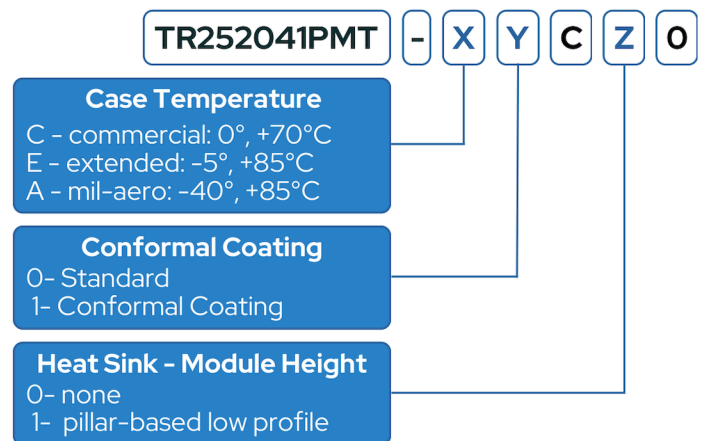 TR252041PMT - X Y C Z 0
Case Temperature
C - commercial: 0°, +70°C
E - extended: -5°, +85°C
A - mil-aero: -40°, +85°C
Conformal Coating
0- Standard
1- Conformal Coating
Heat Sink - Module Height
0- none
1- pillar-based low profile